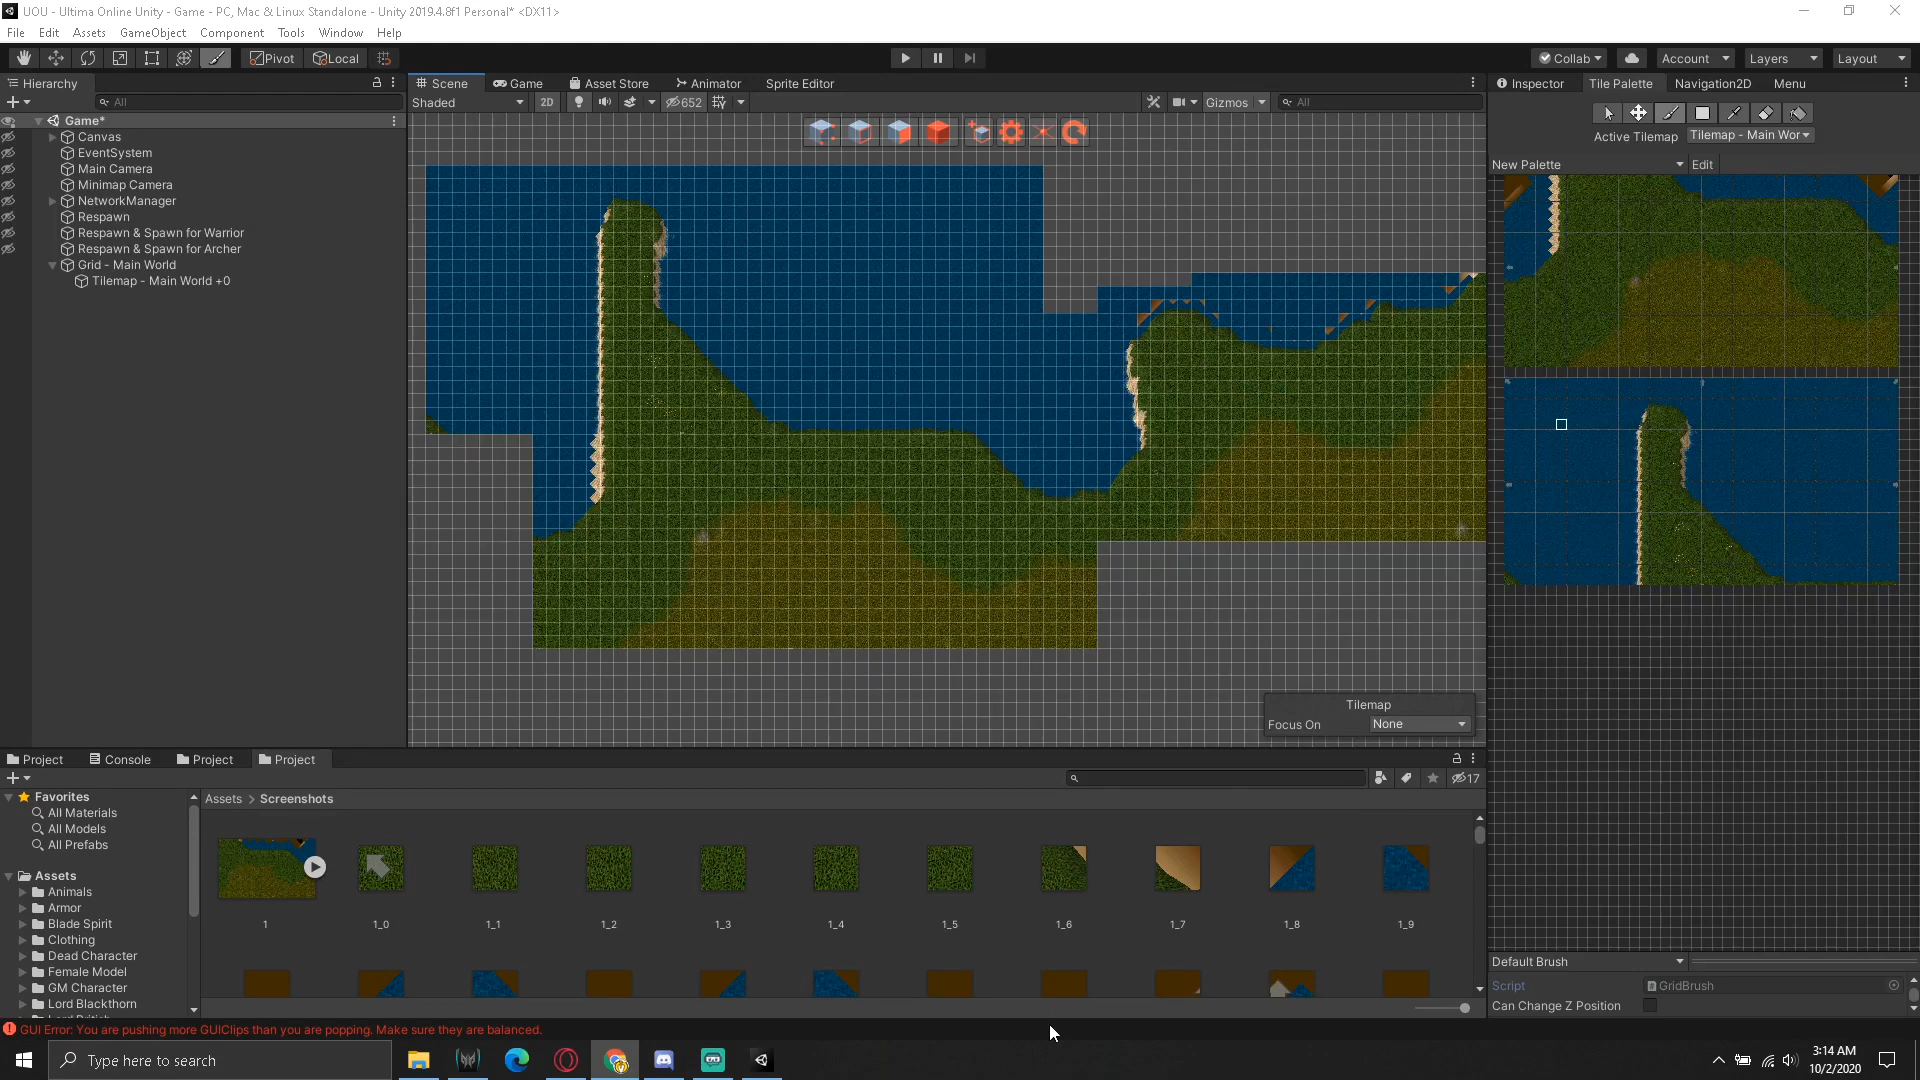 UOU - Ultima Online Unity - Game - PC, Mac & Linux Standalone - Unity 2019.4.8f1 Personal* <DX11>
File Edit Assets GameObject Component Tools Window Help
Pivot Local Collab Account Layers Layout
Hierarchy Scene Game Asset Store Animator Sprite Editor Inspector Tile Palette Navigation2D Menu
All Shaded 2D 652 Gizmos All
Game*
Canvas
EventSystem
Main Camera
Minimap Camera
NetworkManager
Respawn
Respawn & Spawn for Warrior
Respawn & Spawn for Archer
Grid - Main World
Tilemap - Main World +0
Active Tilemap Tilemap - Main Wor
New Palette Edit
Tilemap
Focus On None
Project Console Project Project
17
Favorites
All Materials
All Models
All Prefabs
Assets
Animals
Armor
Blade Spirit
Clothing
Dead Character
Female Model
GM Character
Lord Blackthorn
Assets > Screenshots
1 1_0 1_1 1_2 1_3 1_4 1_5 1_6 1_7 1_8 1_9
Default Brush
Script GridBrush
Can Change Z Position
GUI Error: You are pushing more GUIClips than you are popping. Make sure they are balanced.
Type here to search
3:14 AM
10/2/2020